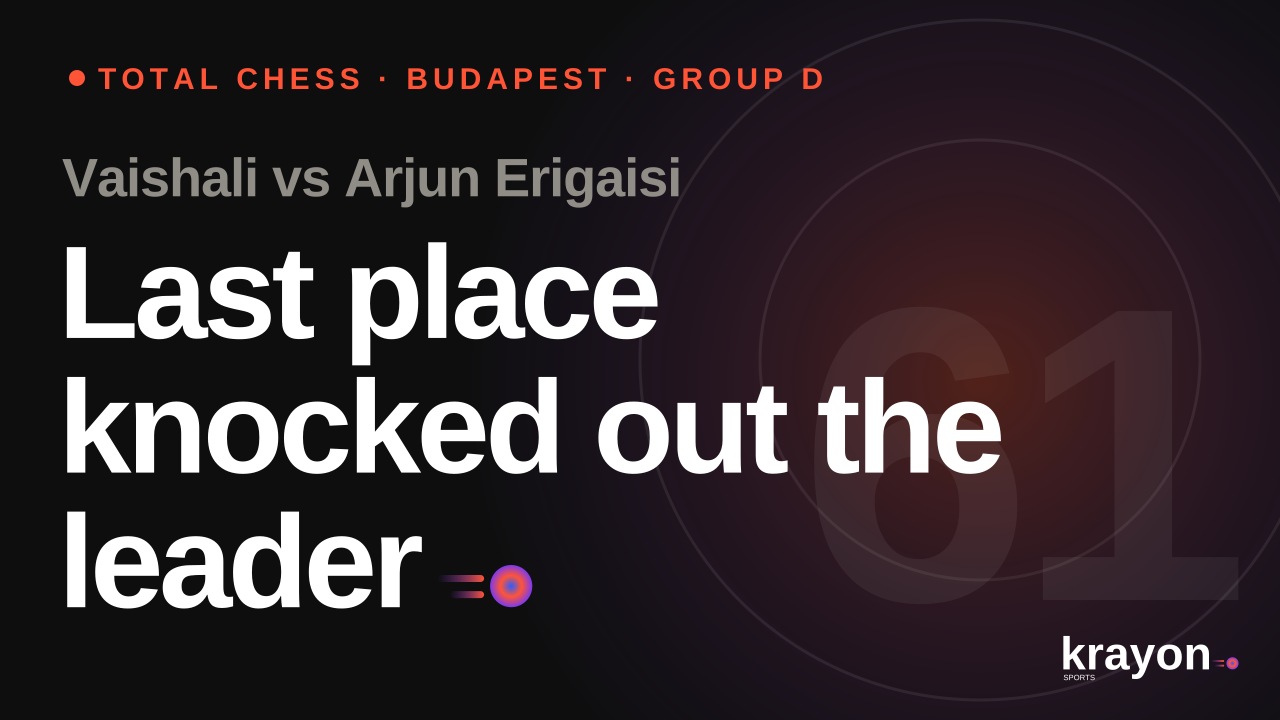 TOTAL CHESS · BUDAPEST · GROUP D
Vaishali vs Arjun Erigaisi
Last place
knocked out the
leader
61
krayon
SPORTS